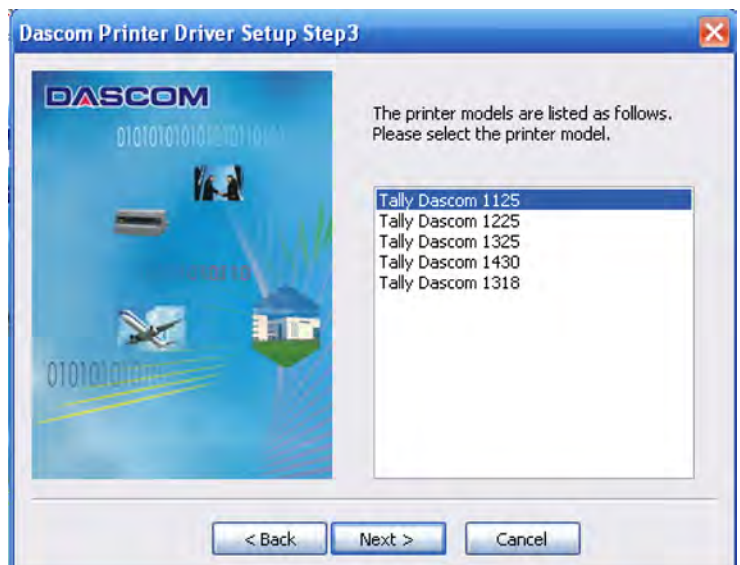 Dascom Printer Driver Setup Step3
DASCOM
The printer models are listed as follows.
Please select the printer model.
Tally Dascom 1125
Tally Dascom 1225
Tally Dascom 1325
Tally Dascom 1430
Tally Dascom 1318
< Back
Next >
Cancel